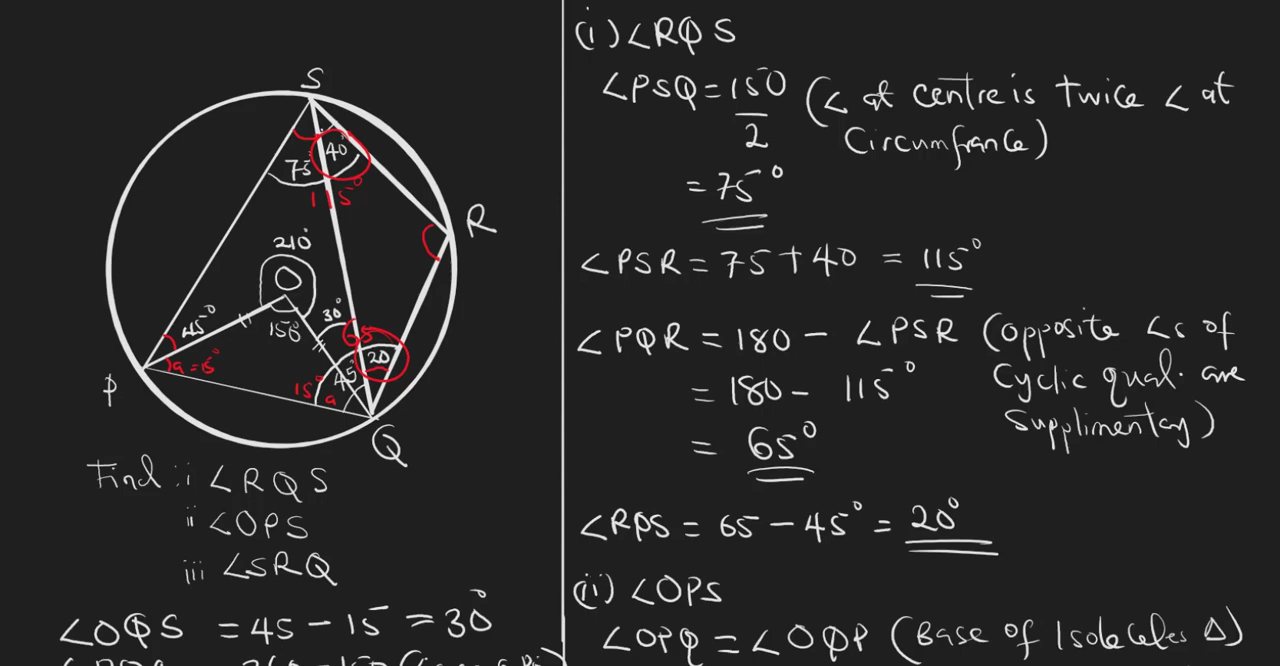 S
40°
75
115°
R
210°
O
45°
150
30°
65
20
a=15°
15°
45°
a
P
Q
Find: i ∠RQS
ii ∠OPS
iii ∠SRQ
∠OQS = 45 - 15 = 30°
(i) ∠RQS
∠PSQ = 150/2 (∠ at centre is twice ∠ at
Circumfrance)
= 75°
∠PSR = 75 + 40 = 115°
∠PQR = 180 - ∠PSR (Opposite ∠s of
= 180 - 115° Cyclic qual. are
= 65° Supplimentary)
∠RPS = 65 - 45° = 20°
(ii) ∠OPS
∠OPQ = ∠OQP (Base of Isoleceles Δ)